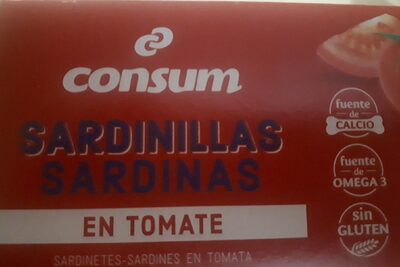 consum
SARDINILLAS
SARDINAS
EN TOMATE
SARDINETES-SARDINES EN TOMATA
fuente
de
CALCIO
fuente
de
OMEGA 3
sin
GLUTEN